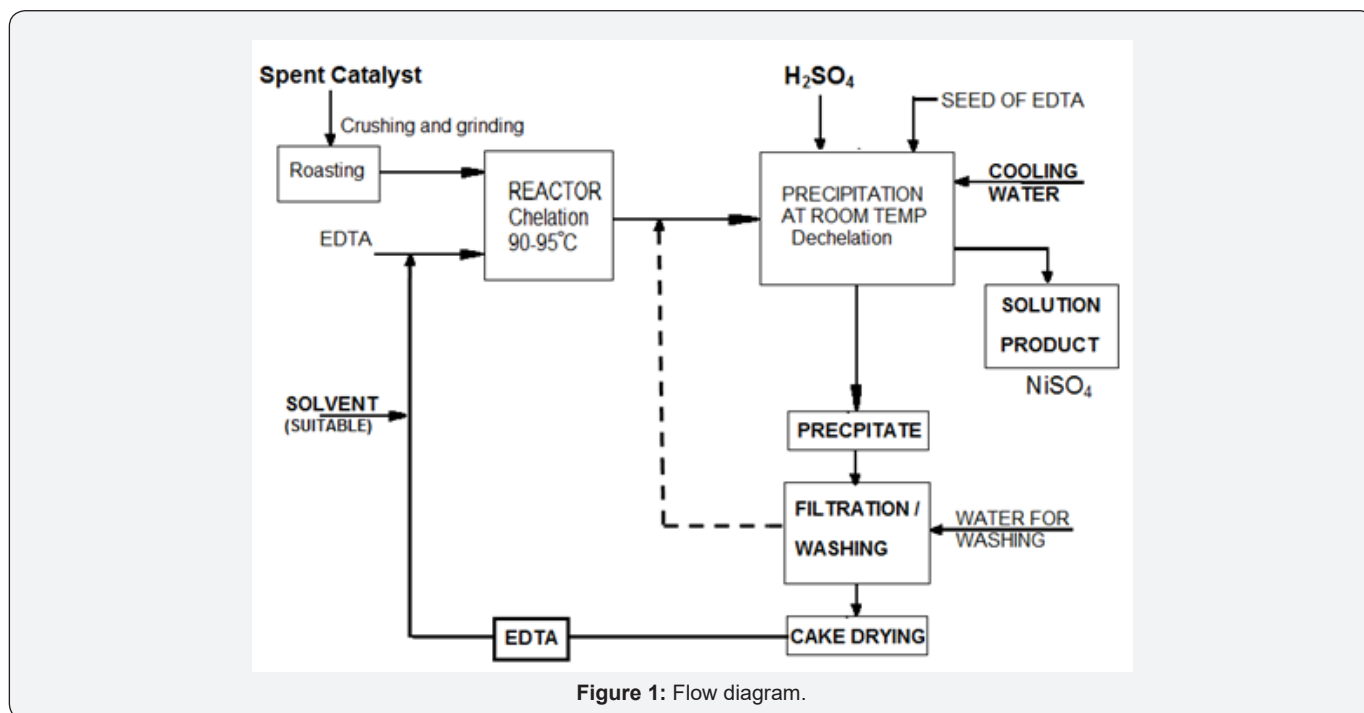 Spent Catalyst
Crushing and grinding
Roasting
EDTA
REACTOR
Chelation
90-95°C
H₂SO₄
SEED OF EDTA
PRECIPITATION
AT ROOM TEMP
Dechelation
COOLING
WATER
SOLUTION
PRODUCT
NiSO₄
SOLVENT
(SUITABLE)
PRECPITATE
FILTRATION /
WASHING
WATER FOR
WASHING
CAKE DRYING
EDTA
Figure 1: Flow diagram.